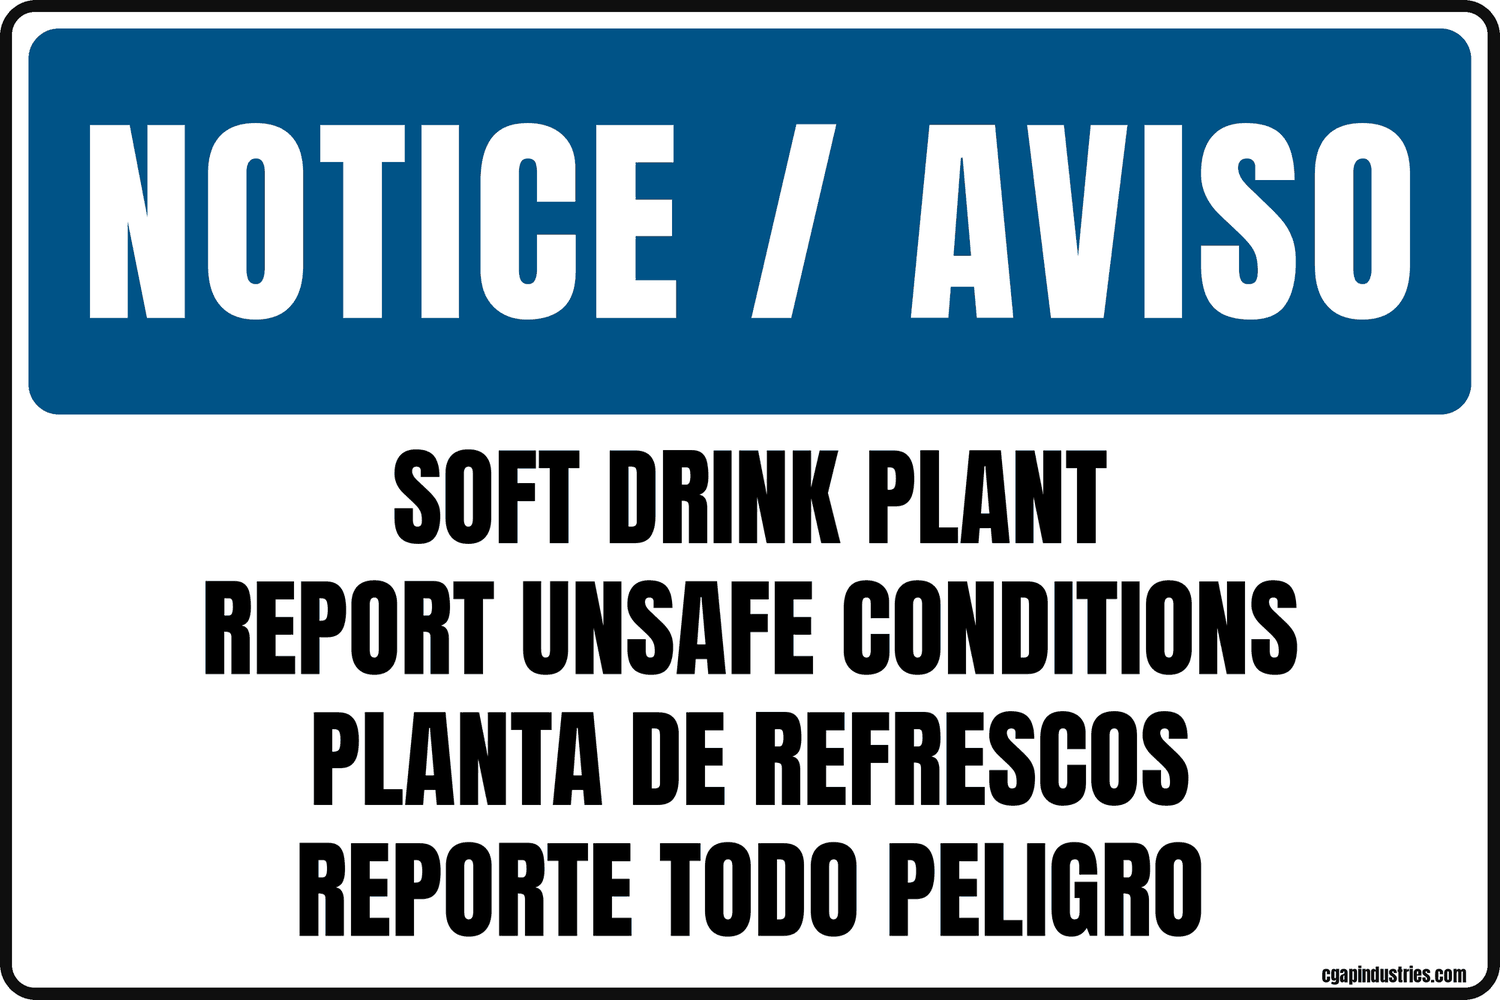 NOTICE / AVISO
SOFT DRINK PLANT
REPORT UNSAFE CONDITIONS
PLANTA DE REFRESCOS
REPORTE TODO PELIGRO
cgapindustries.com